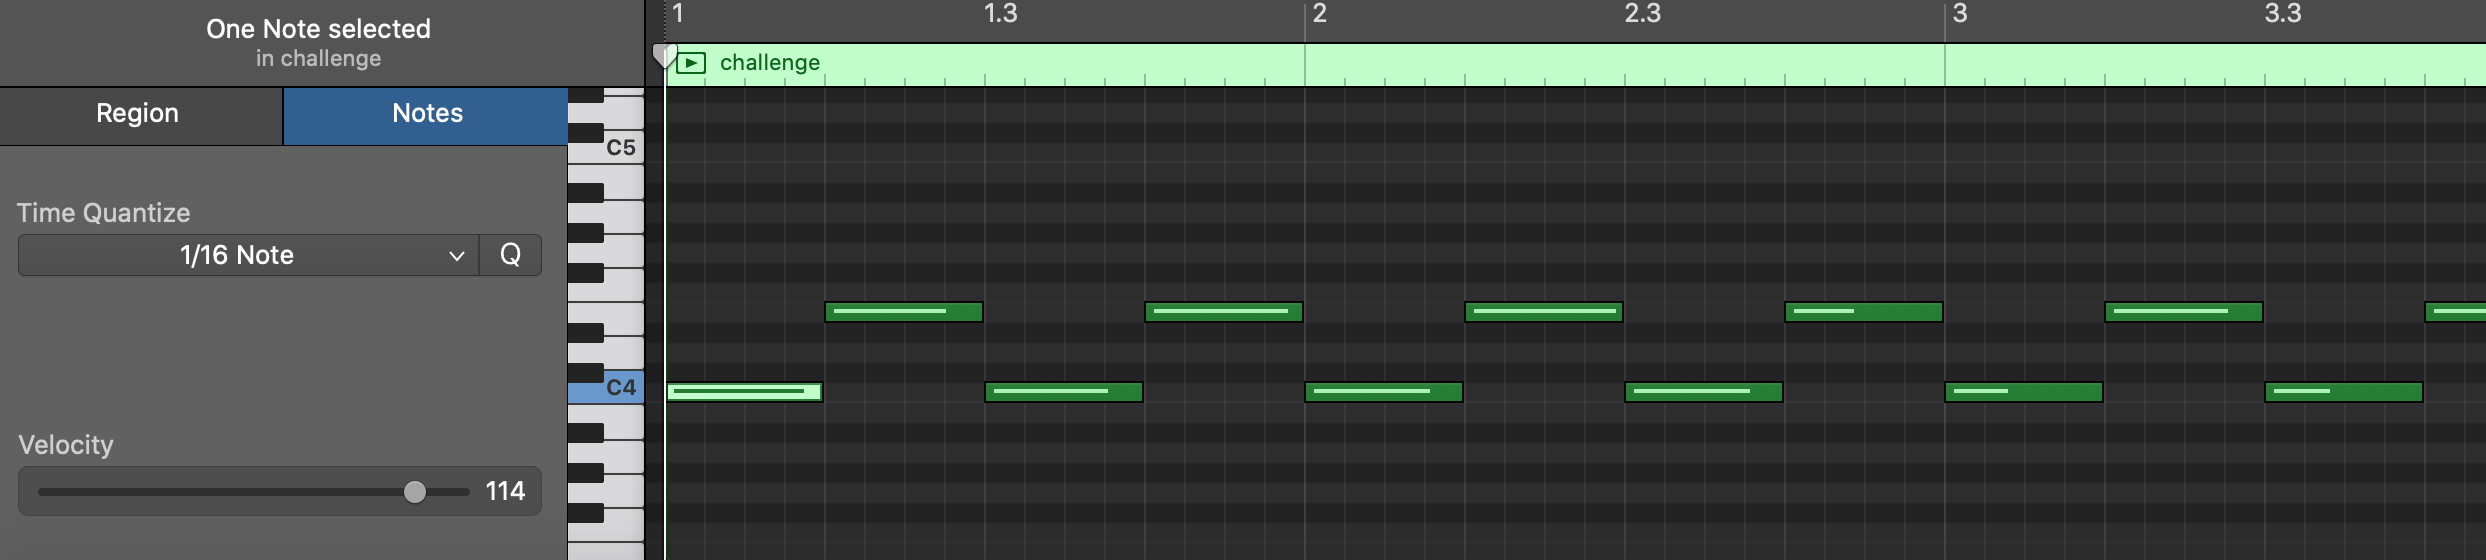 One Note selected
in challenge
1 1.3 2 2.3 3 3.3
challenge
Region Notes
C5
Time Quantize
1/16 Note Q
C4
Velocity
114